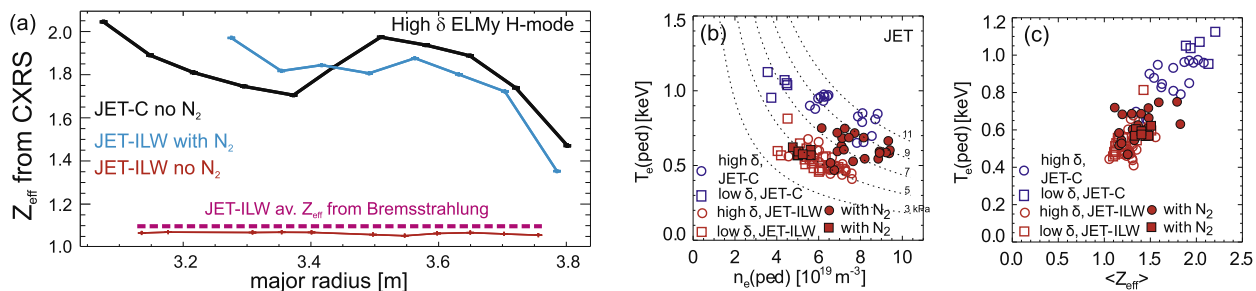 (a)
High δ ELMy H-mode
Z_eff from CXRS
2.0
1.8
1.6
1.4
1.2
1.0
JET-C no N₂
JET-ILW with N₂
JET-ILW no N₂
JET-ILW av. Z_eff from Bremsstrahlung
3.2
3.4
3.6
3.8
major radius [m]
(b)
JET
T_e(ped) [keV]
1.5
1.0
0.5
0.0
11
9
7
5
3 kPa
high δ,
JET-C
low δ, JET-C
high δ, JET-ILW
with N₂
low δ, JET-ILW
with N₂
0
2
4
6
8
10
n_e(ped) [10¹⁹ m⁻³]
(c)
T_e(ped) [keV]
1.2
1.0
0.8
0.6
0.4
0.2
0.0
high δ,
JET-C
low δ, JET-C
high δ, JET-ILW
with N₂
low δ, JET-ILW
with N₂
0.0
0.5
1.0
1.5
2.0
2.5
<Z_eff>